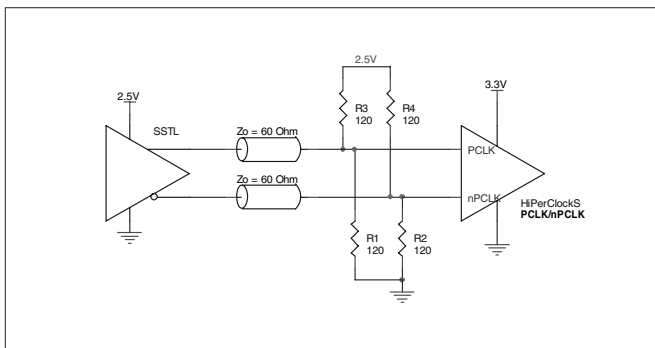 2.5V
3.3V
2.5V
SSTL
R3
120
R4
120
Zo = 60 Ohm
PCLK
Zo = 60 Ohm
nPCLK
HiPerClockS
PCLK/nPCLK
R1
120
R2
120